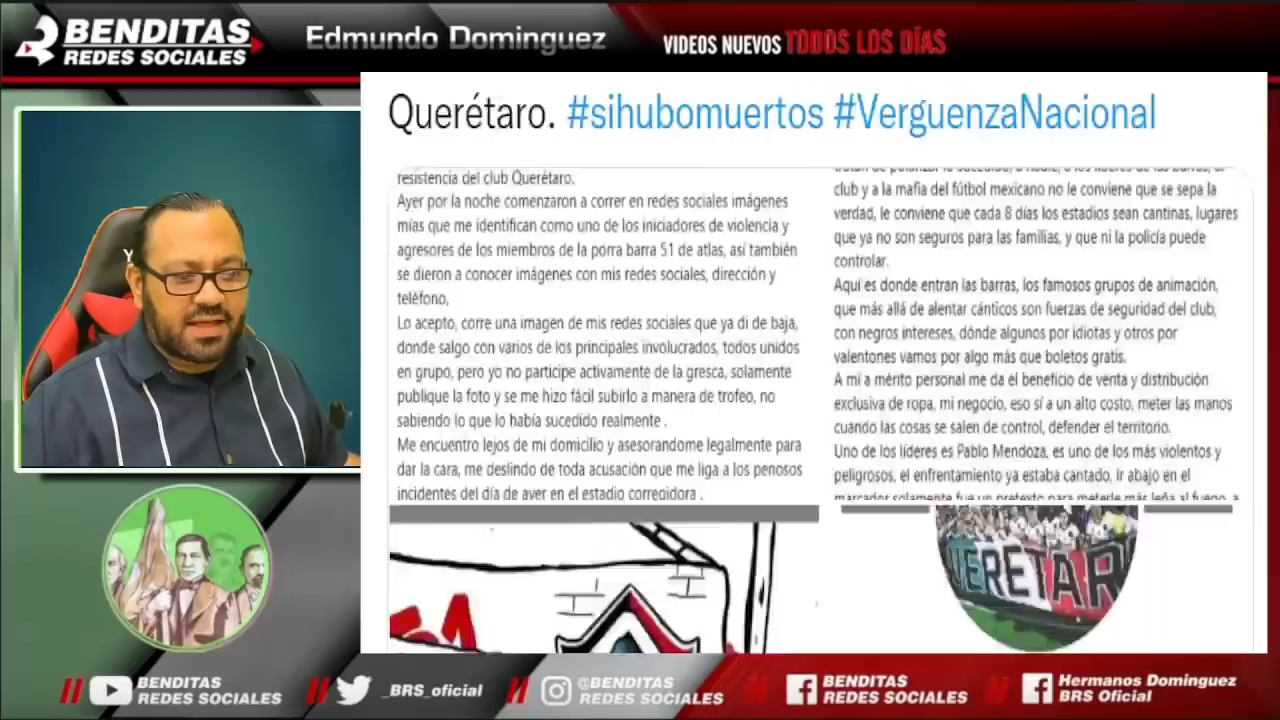 BENDITAS
REDES SOCIALES
Edmundo Dominguez
VIDEOS NUEVOS TODOS LOS DÍAS
Querétaro. #sihubomuertos #VerguenzaNacional
resistencia del club Querétaro.
Ayer por la noche comenzaron a correr en redes sociales imágenes
mías que me identifican como uno de los iniciadores de violencia y
agresores de los miembros de la porra barra 51 de atlas, así también
se dieron a conocer imágenes con mis redes sociales, dirección y
teléfono,
Lo acepto, corre una imagen de mis redes sociales que ya di de baja,
donde salgo con varios de los principales involucrados, todos unidos
en grupo, pero yo no participe activamente de la gresca, solamente
publique la foto y se me hizo fácil subirlo a manera de trofeo, no
sabiendo lo que lo había sucedido realmente .
Me encuentro lejos de mi domicilio y asesorandome legalmente para
dar la cara, me deslindo de toda acusación que me liga a los penosos
incidentes del día de ayer en el estadio corregidora .
club y a la mafia del fútbol mexicano no le conviene que se sepa la
verdad, le conviene que cada 8 días los estadios sean cantinas, lugares
que ya no son seguros para las familias, y que ni la policía puede
controlar.
Aquí es donde entran las barras, los famosos grupos de animación,
que más allá de alentar cánticos son fuerzas de seguridad del club,
con negros intereses, dónde algunos por idiotas y otros por
valentones vamos por algo más que boletos gratis.
A mi a mérito personal me da el beneficio de venta y distribución
exclusiva de ropa, mi negocio, eso sí a un alto costo, meter las manos
cuando las cosas se salen de control, defender el territorio.
Uno de los líderes es Pablo Mendoza, es uno de los más violentos y
peligrosos, el enfrentamiento ya estaba cantado. Ir abajo en el
marcador solamente fue un pretexto para meterle más leña al fuego, a
UERETAR
BENDITAS
REDES SOCIALES
_BRS_oficial
@BENDITAS
REDES SOCIALES
BENDITAS
REDES SOCIALES
Hermanos Dominguez
BRS Oficial